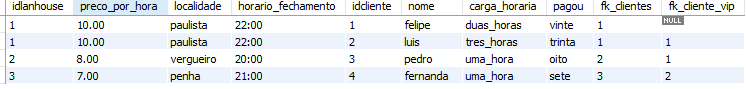 idlanhouse preco_por_hora localidade horario_fechamento idcliente nome carga_horaria pagou fk_clientes fk_cliente_vip
1 10.00 paulista 22:00 1 felipe duas_horas vinte 1 NULL
1 10.00 paulista 22:00 2 luis tres_horas trinta 1 1
2 8.00 vergueiro 20:00 3 pedro uma_hora oito 2 1
3 7.00 penha 21:00 4 fernanda uma_hora sete 3 2